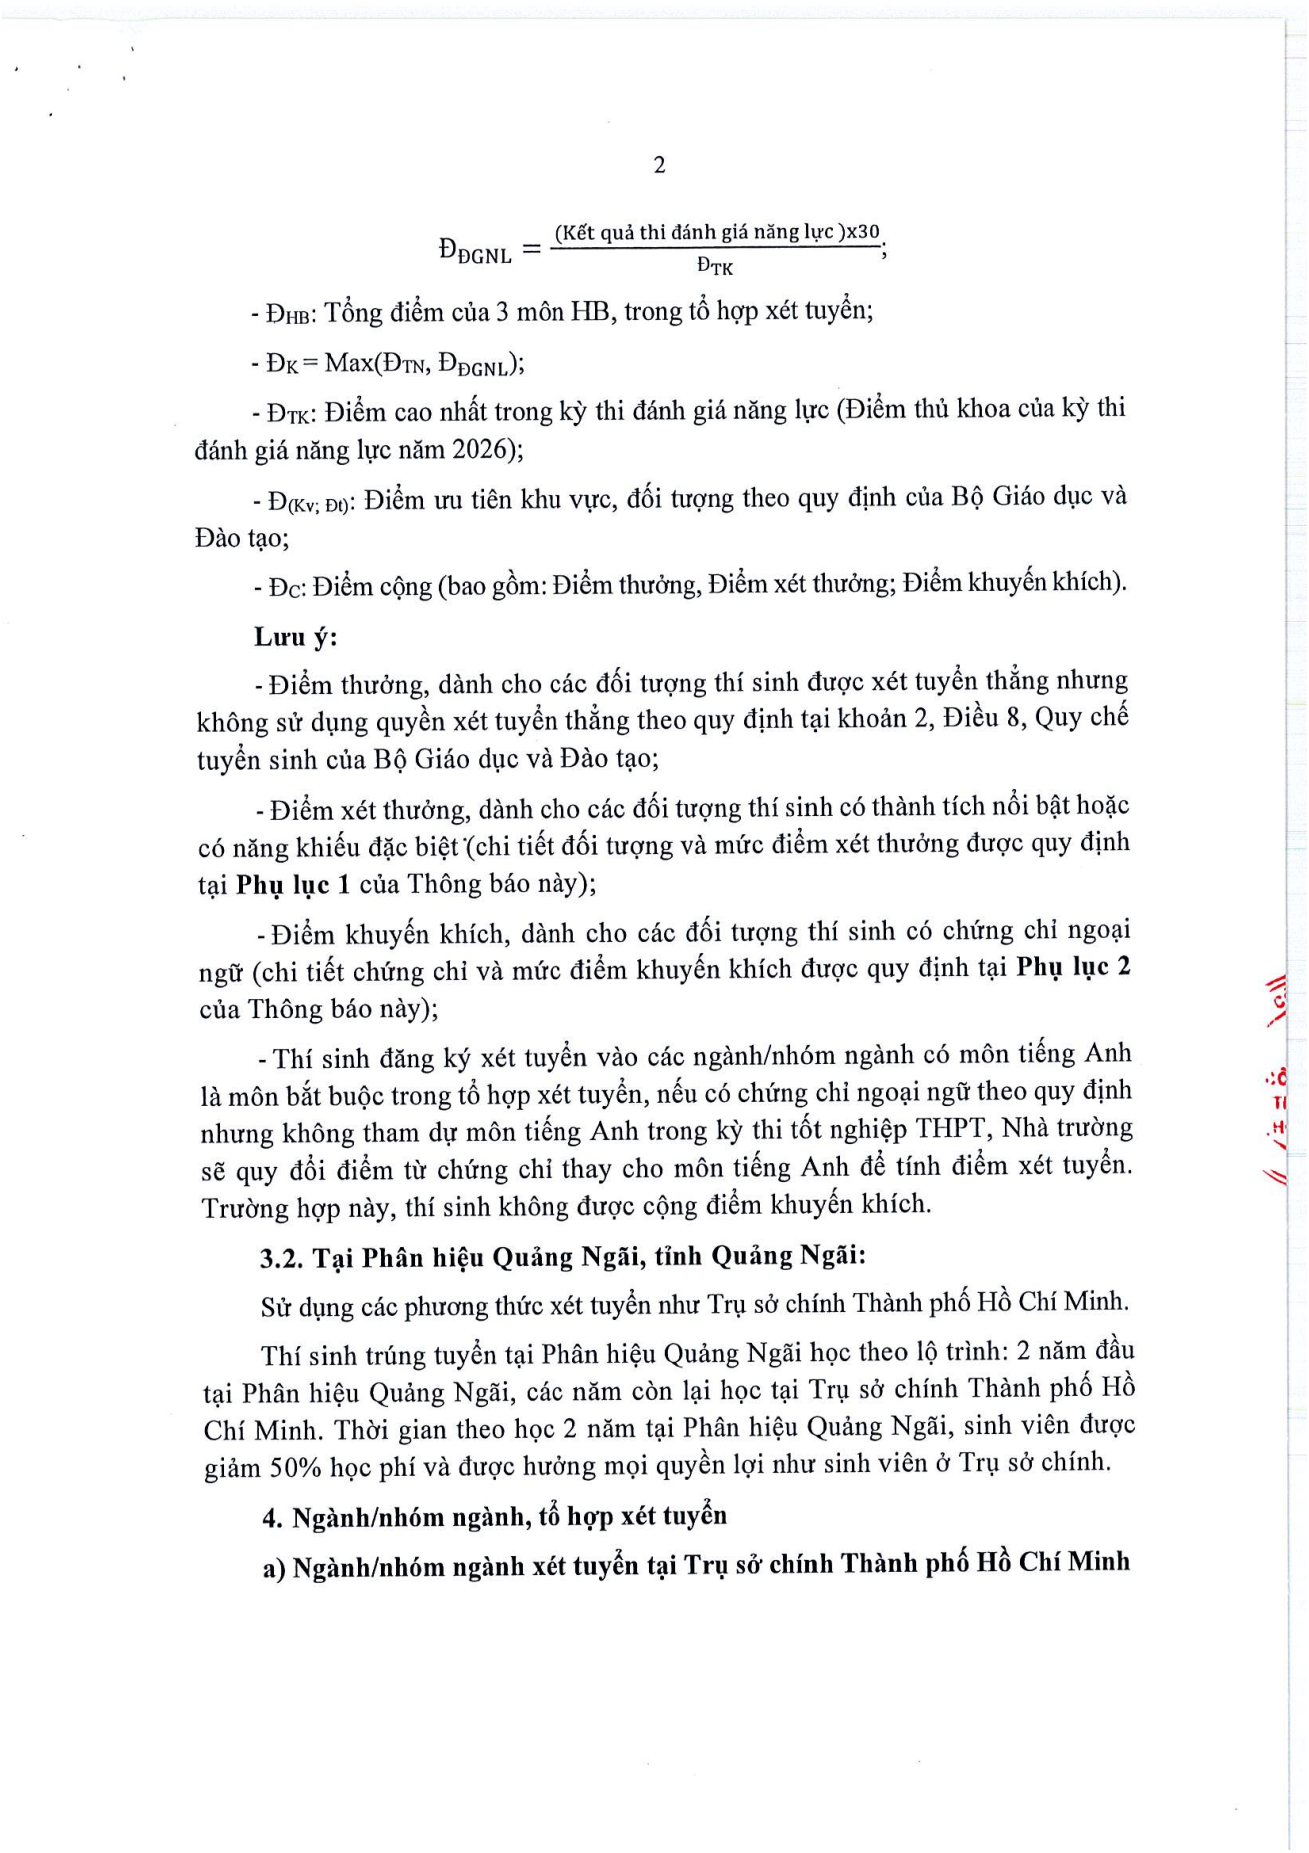 2
Đ_ĐGNL = (Kết quả thi đánh giá năng lực )x30 / Đ_TK;
- Đ_HB: Tổng điểm của 3 môn HB, trong tổ hợp xét tuyển;
- Đ_K = Max(Đ_TN, Đ_ĐGNL);
- Đ_TK: Điểm cao nhất trong kỳ thi đánh giá năng lực (Điểm thủ khoa của kỳ thi
đánh giá năng lực năm 2026);
- Đ_(Kv; Đt): Điểm ưu tiên khu vực, đối tượng theo quy định của Bộ Giáo dục và
Đào tạo;
- Đ_C: Điểm cộng (bao gồm: Điểm thưởng, Điểm xét thưởng; Điểm khuyến khích).
Lưu ý:
- Điểm thưởng, dành cho các đối tượng thí sinh được xét tuyển thẳng nhưng
không sử dụng quyền xét tuyển thẳng theo quy định tại khoản 2, Điều 8, Quy chế
tuyển sinh của Bộ Giáo dục và Đào tạo;
- Điểm xét thưởng, dành cho các đối tượng thí sinh có thành tích nổi bật hoặc
có năng khiếu đặc biệt (chi tiết đối tượng và mức điểm xét thưởng được quy định
tại Phụ lục 1 của Thông báo này);
- Điểm khuyến khích, dành cho các đối tượng thí sinh có chứng chỉ ngoại
ngữ (chi tiết chứng chỉ và mức điểm khuyến khích được quy định tại Phụ lục 2
của Thông báo này);
- Thí sinh đăng ký xét tuyển vào các ngành/nhóm ngành có môn tiếng Anh
là môn bắt buộc trong tổ hợp xét tuyển, nếu có chứng chỉ ngoại ngữ theo quy định
nhưng không tham dự môn tiếng Anh trong kỳ thi tốt nghiệp THPT, Nhà trường
sẽ quy đổi điểm từ chứng chỉ thay cho môn tiếng Anh để tính điểm xét tuyển.
Trường hợp này, thí sinh không được cộng điểm khuyến khích.
3.2. Tại Phân hiệu Quảng Ngãi, tỉnh Quảng Ngãi:
Sử dụng các phương thức xét tuyển như Trụ sở chính Thành phố Hồ Chí Minh.
Thí sinh trúng tuyển tại Phân hiệu Quảng Ngãi học theo lộ trình: 2 năm đầu
tại Phân hiệu Quảng Ngãi, các năm còn lại học tại Trụ sở chính Thành phố Hồ
Chí Minh. Thời gian theo học 2 năm tại Phân hiệu Quảng Ngãi, sinh viên được
giảm 50% học phí và được hưởng mọi quyền lợi như sinh viên ở Trụ sở chính.
4. Ngành/nhóm ngành, tổ hợp xét tuyển
a) Ngành/nhóm ngành xét tuyển tại Trụ sở chính Thành phố Hồ Chí Minh